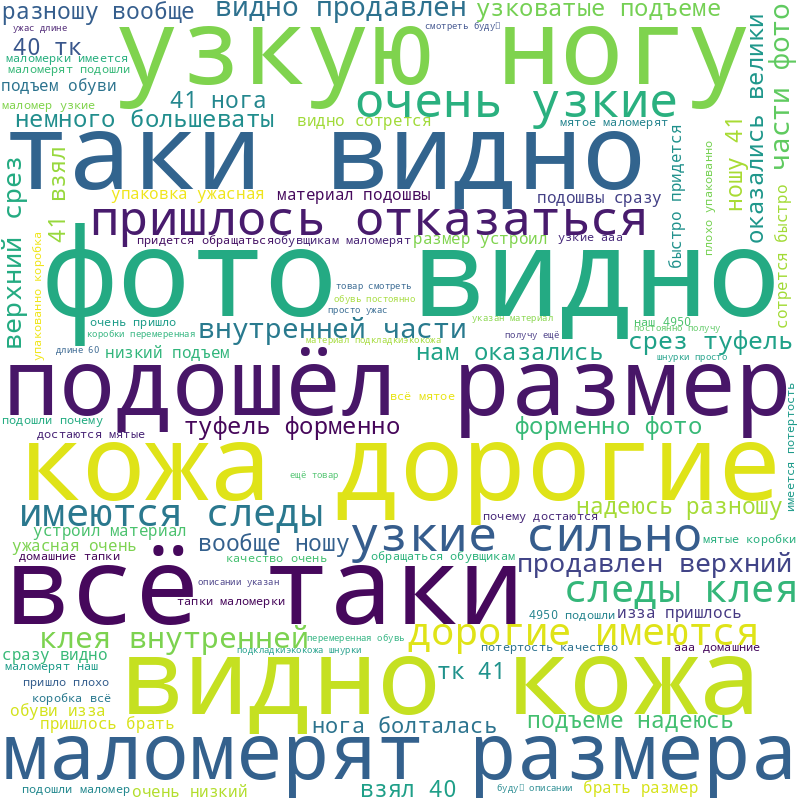 разношу вообще
видно продавлен
узковатые подъеме
ужас длине
смотреть буду
40 тк
узкую ногу
маломерки имеется
маломерят подошли
подъем обуви
41 нога
очень узкие
маломер узкие
немного большеваты
видно сотрется
мятое маломерят
оказались велики
части фото
таки видно
41 взял
верхний срез
ношу 41
быстро придется
плохо упакованно
сотрется быстро
упаковка ужасная
материал подошвы
подошвы сразу
пришлось отказаться
придется обращатьсяобувщикам маломерят
размер устроил
узкие ааа
упакованно коробка
фото видно
товар смотреть
обувь постоянно
просто ужас
очень пришло
коробки перемеренная
внутренней части
указан материал
получу ещё
наш 4950
постоянно получу
срез туфель
материал подкладкиэкокожа
длине 60
низкий подъем
нам оказались
шнурки просто
подошёл размер
всё мятое
имеется потертость
подошли почему
достаются мятые
туфель форменно
форменно фото
кожа дорогие
ещё товар
имеются следы
надеюсь разношу
почему достаются
устроил материал
узкие сильно
ужасная очень
вообще ношу
мятые коробки
домашние тапки
качество очень
обращаться обувщикам
продавлен верхний
всё таки
описании указан
следы клея
тапки маломерки
4950 подошли
изза пришлось
клея внутренней
перемеренная обувь
дорогие имеются
подкладкиэкокожа шнурки
потертость качество
ааа домашние
сразу видно
маломерят наш
видно кожа
тк 41
пришло плохо
коробка всё
обуви изза
пришлось брать
нога болталась
подъеме надеюсь
маломерят размера
подошли маломер
очень низкий
взял 40
буду описании
брать размер